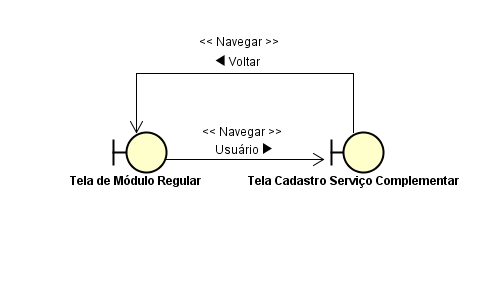 << Navegar >>
Voltar
<< Navegar >>
Usuário
Tela de Módulo Regular
Tela Cadastro Serviço Complementar